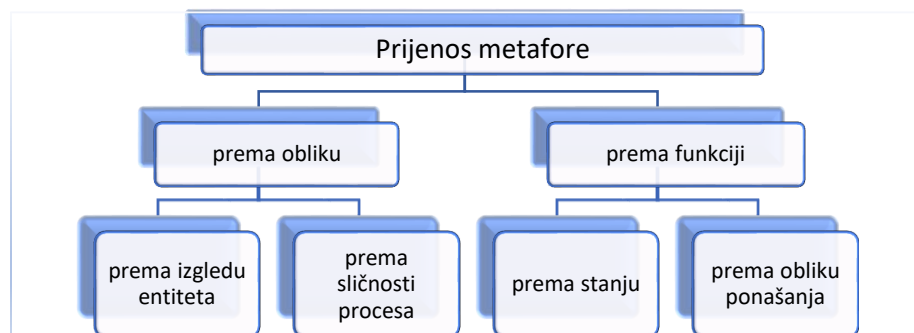 Prijenos metafore
prema obliku
prema funkciji
prema izgledu
entiteta
prema
sličnosti
procesa
prema stanju
prema obliku
ponašanja